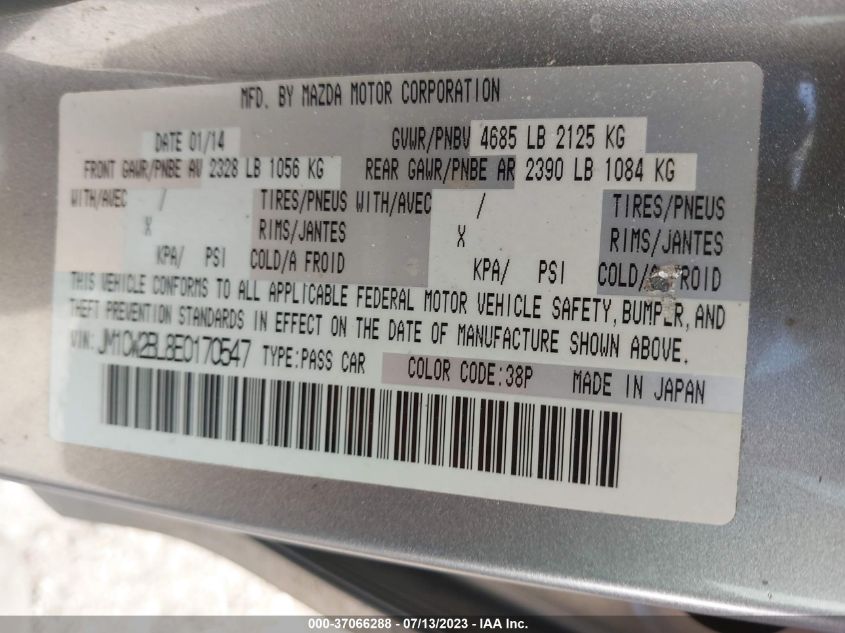 MFD. BY MAZDA MOTOR CORPORATION
DATE 01/14 GVWR/PNBV 4685 LB 2125 KG
FRONT GAWR/PNBE AV 2328 LB 1056 KG REAR GAWR/PNBE AR 2390 LB 1084 KG
WITH/AVEC / TIRES/PNEUS WITH/AVEC / TIRES/PNEUS
X RIMS/JANTES X RIMS/JANTES
KPA/ PSI COLD/A FROID KPA/ PSI COLD/A FROID
THIS VEHICLE CONFORMS TO ALL APPLICABLE FEDERAL MOTOR VEHICLE SAFETY, BUMPER, AND
THEFT PREVENTION STANDARDS IN EFFECT ON THE DATE OF MANUFACTURE SHOWN ABOVE.
VIN: JM1CW2BL8E0170547 TYPE:PASS CAR COLOR CODE:38P MADE IN JAPAN
000-37066288 - 07/13/2023 - IAA Inc.